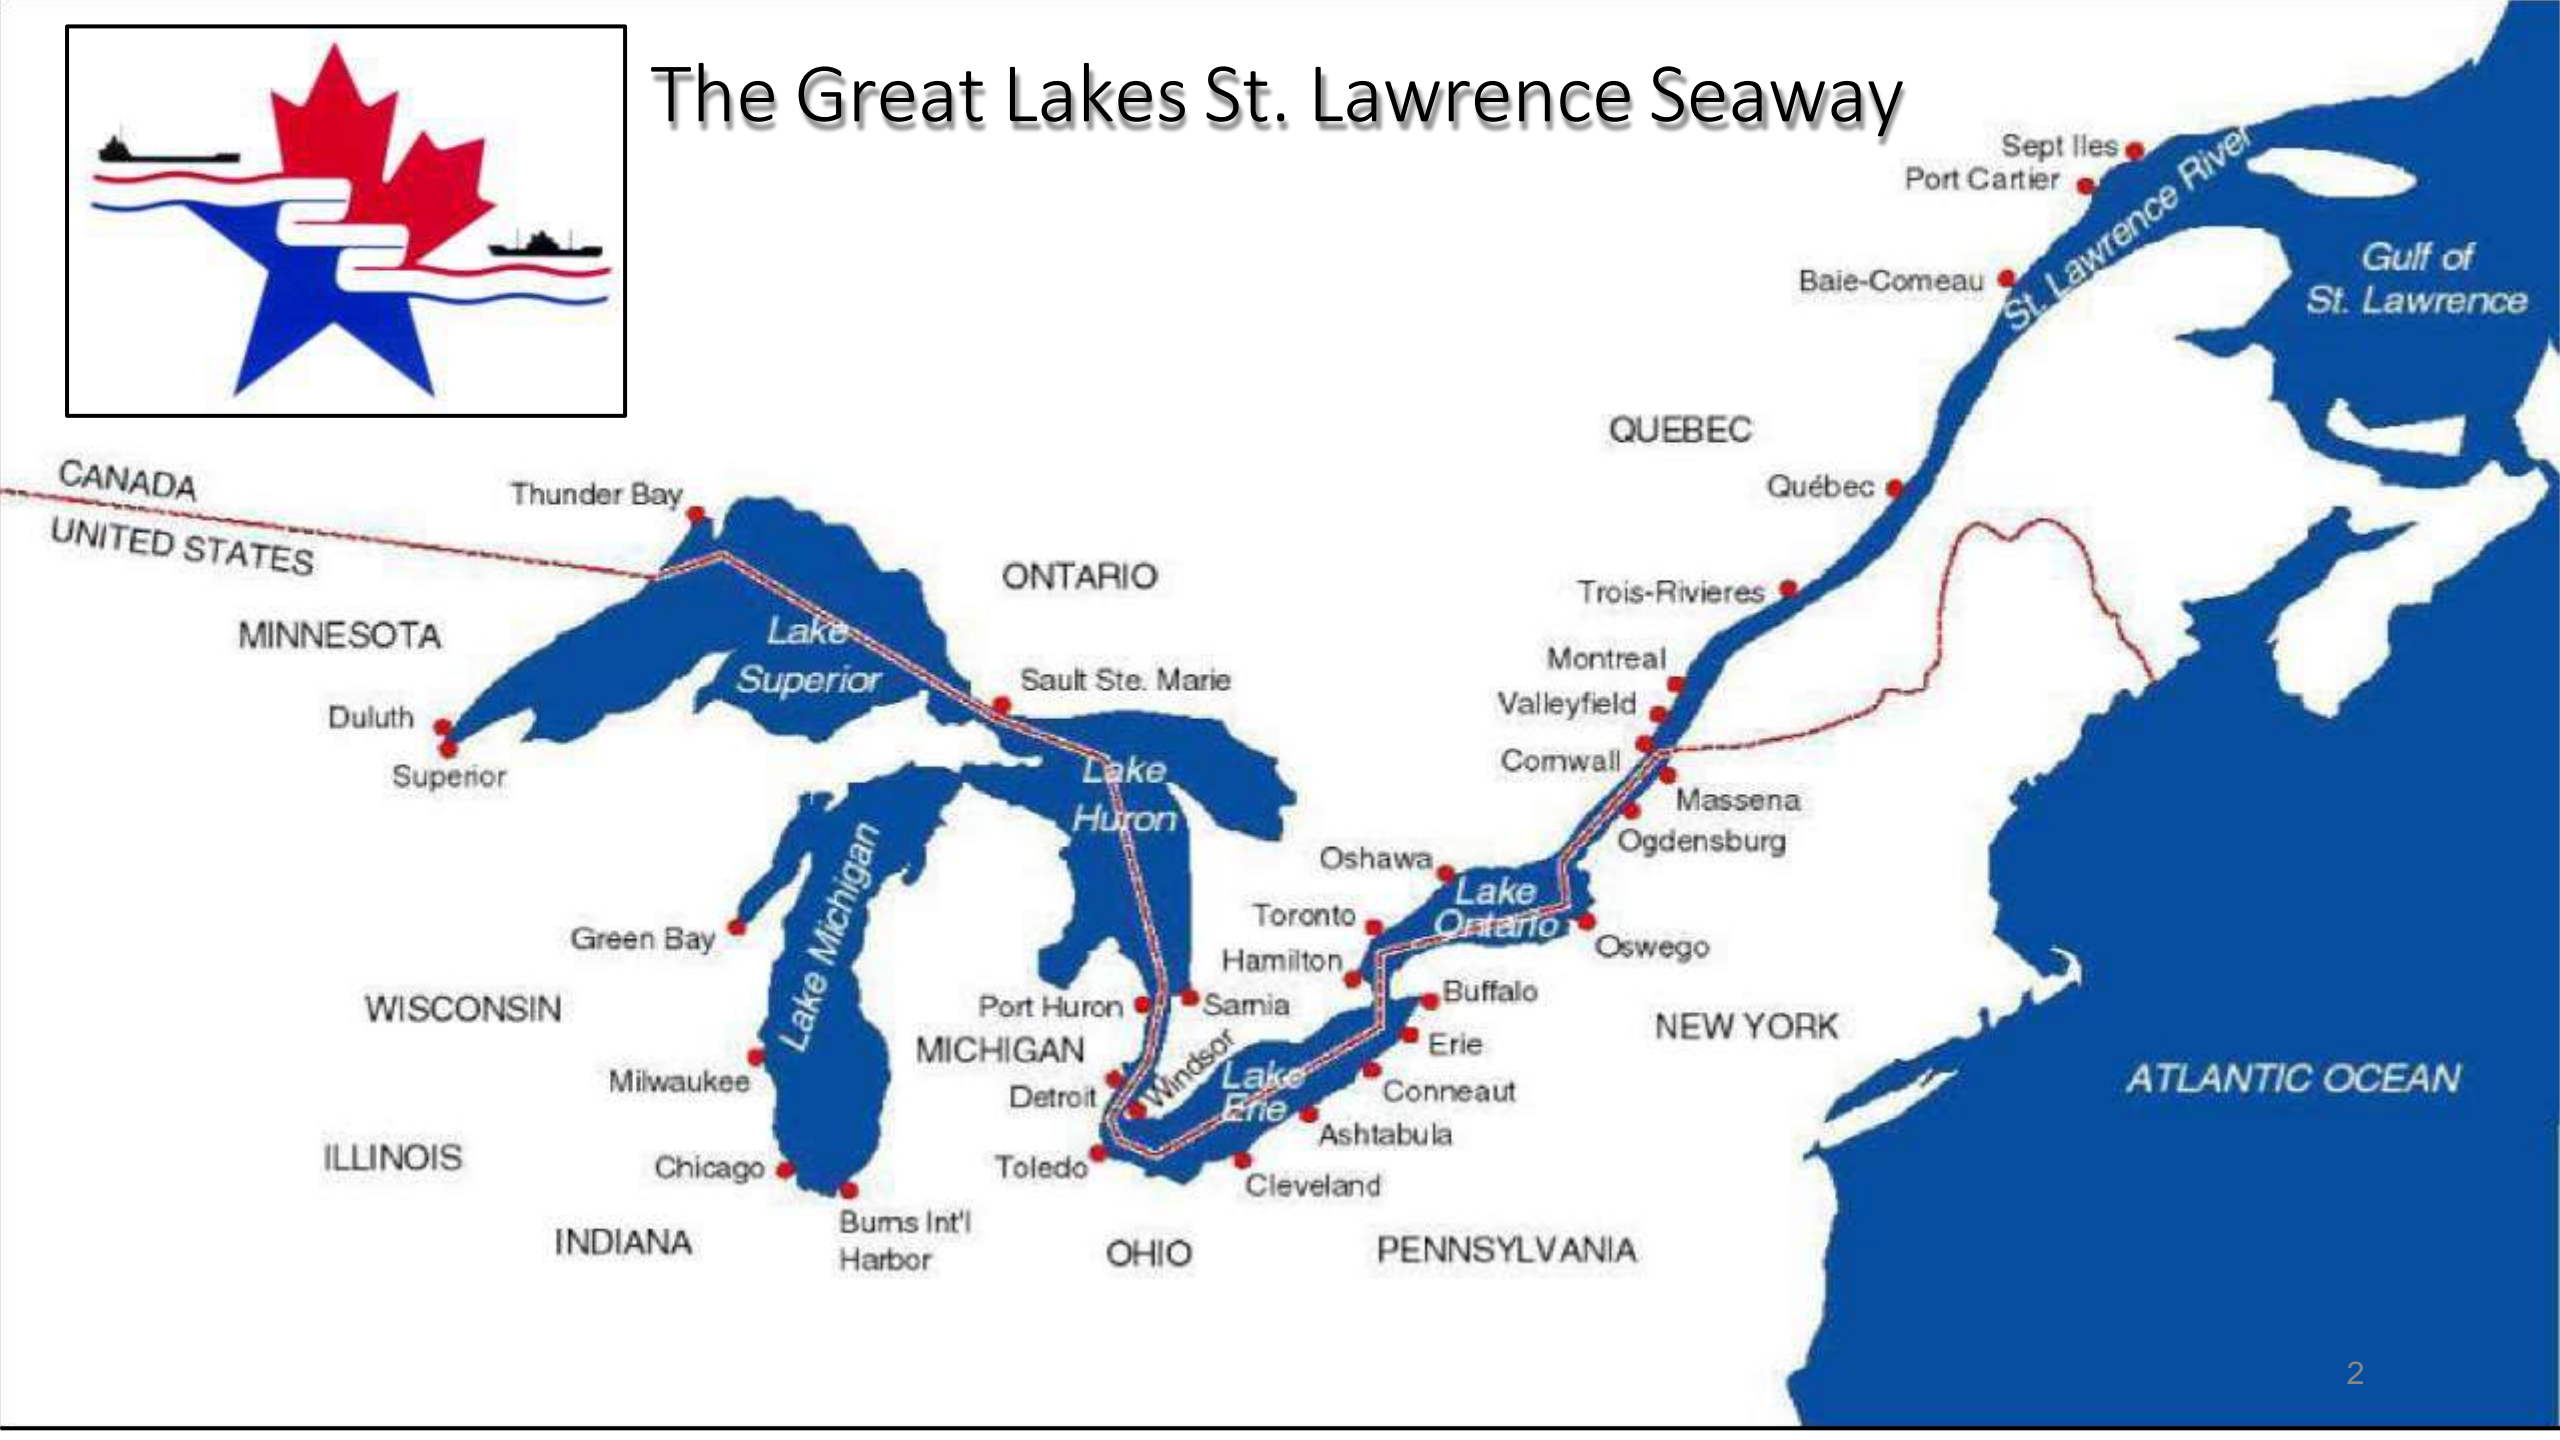 The Great Lakes St. Lawrence Seaway
Sept Iles
Port Cartier
St. Lawrence River
Gulf of
St. Lawrence
Baie-Comeau
QUEBEC
CANADA
UNITED STATES
Thunder Bay
Québec
ONTARIO
Trois-Rivieres
MINNESOTA
Lake
Superior
Montreal
Sault Ste. Marie
Valleyfield
Duluth
Superior
Cornwall
Lake
Huron
Massena
Ogdensburg
Lake Michigan
Oshawa
Lake
Ontario
Toronto
Green Bay
Hamilton
Oswego
Buffalo
WISCONSIN
Port Huron
Sarnia
NEW YORK
MICHIGAN
Windsor
Erie
Milwaukee
Detroit
Lake
Erie
Conneaut
ATLANTIC OCEAN
Ashtabula
ILLINOIS
Chicago
Toledo
Cleveland
Burns Int'l
Harbor
INDIANA
OHIO
PENNSYLVANIA
2